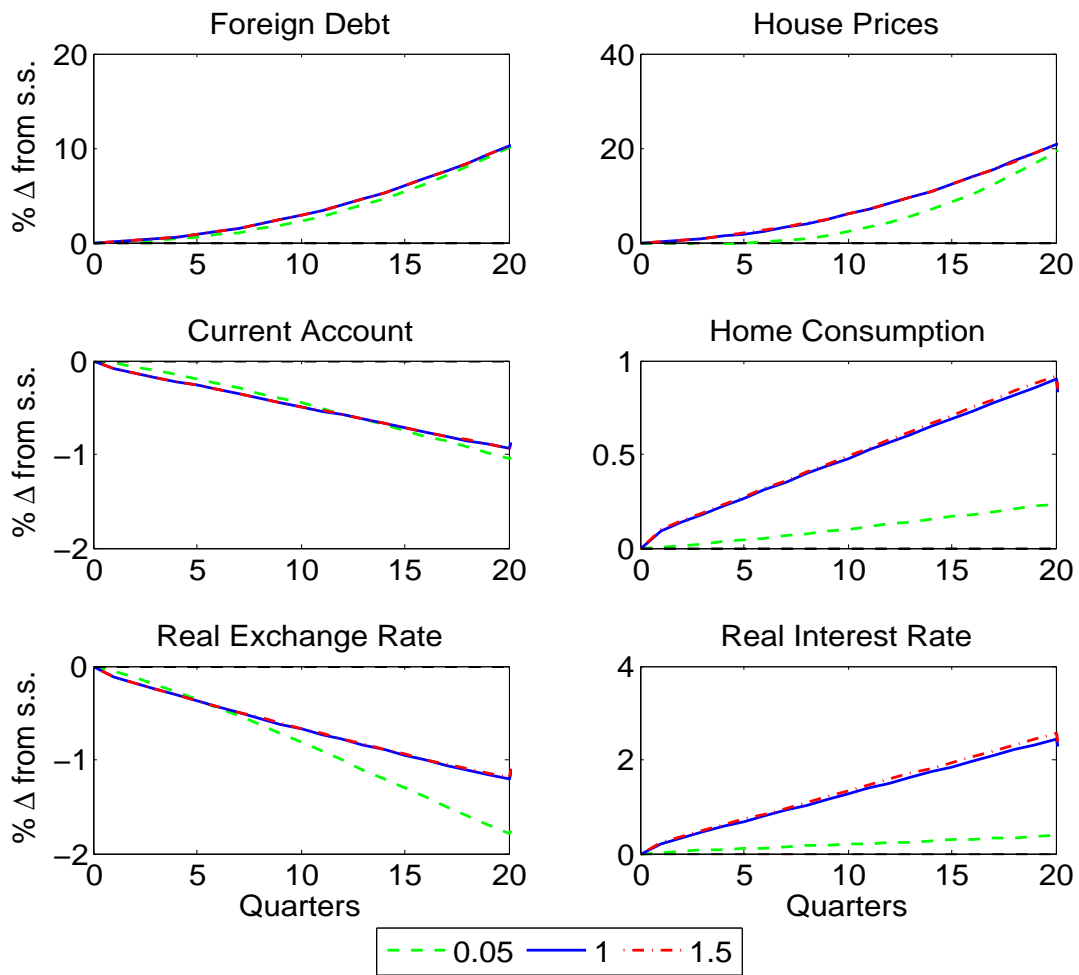 Foreign Debt
House Prices
% Δ from s.s.
20
10
0
0 5 10 15 20
40
20
0
0 5 10 15 20
Current Account
Home Consumption
% Δ from s.s.
0
−1
−2
0 5 10 15 20
1
0.5
0
0 5 10 15 20
Real Exchange Rate
Real Interest Rate
% Δ from s.s.
0
−1
−2
0 5 10 15 20
Quarters
4
2
0
0 5 10 15 20
Quarters
0.05 1 1.5